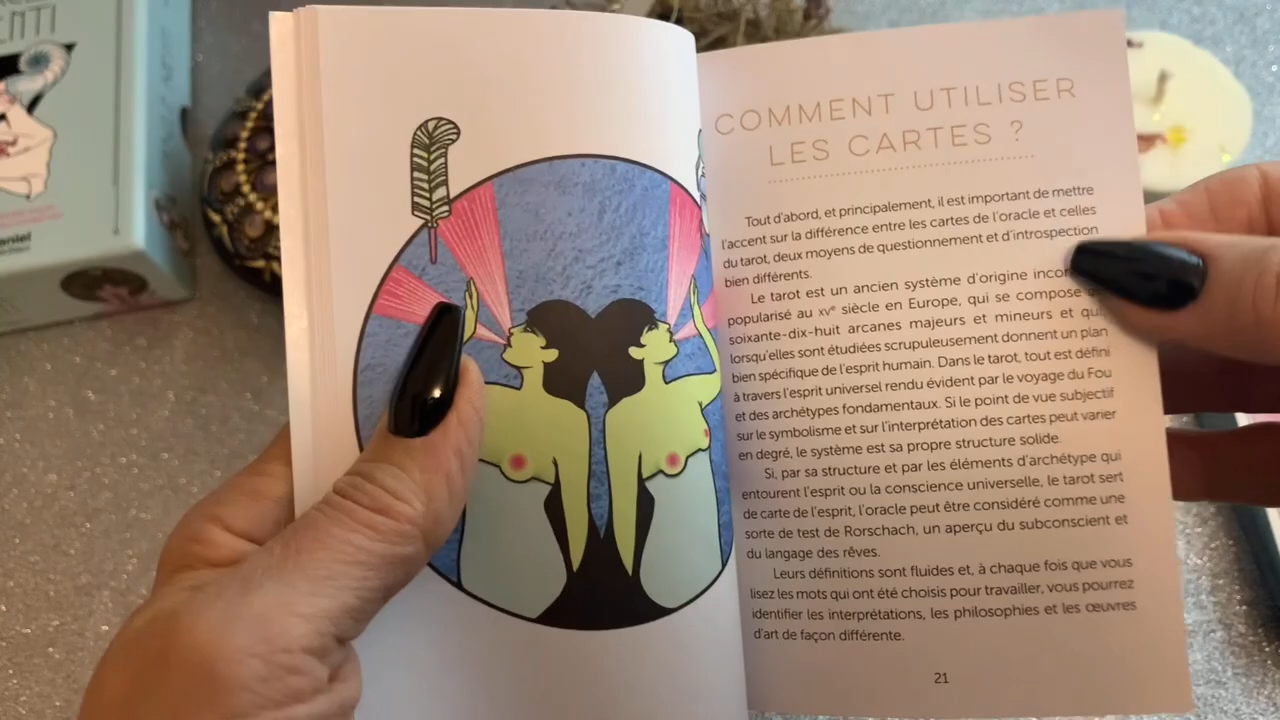 COMMENT UTILISER
LES CARTES ?
Tout d'abord, et principalement, il est important de mettre
l'accent sur la différence entre les cartes de l'oracle et celles
du tarot, deux moyens de questionnement et d'introspection
bien différents.
Le tarot est un ancien système d'origine
popularisé au XVe siècle en Europe, qui se compose
soixante-dix-huit arcanes majeurs et mineurs et qui,
lorsqu'elles sont étudiées scrupuleusement donnent un plan
bien spécifique de l'esprit humain. Dans le tarot, tout est défini
à travers l'esprit universel rendu évident par le voyage du Fou
et des archétypes fondamentaux. Si le point de vue subjectif
sur le symbolisme et sur l'interprétation des cartes peut varier
en degré, le système est sa propre structure solide.
Si, par sa structure et par les éléments d'archétype qui
entourent l'esprit ou la conscience universelle, le tarot sert
de carte de l'esprit, l'oracle peut être considéré comme une
sorte de test de Rorschach, un aperçu du subconscient et
du langage des rêves.
Leurs définitions sont fluides et, à chaque fois que vous
lisez les mots qui ont été choisis pour travailler, vous pourrez
identifier les interprétations, les philosophies et les œuvres
d'art de façon différente.
21